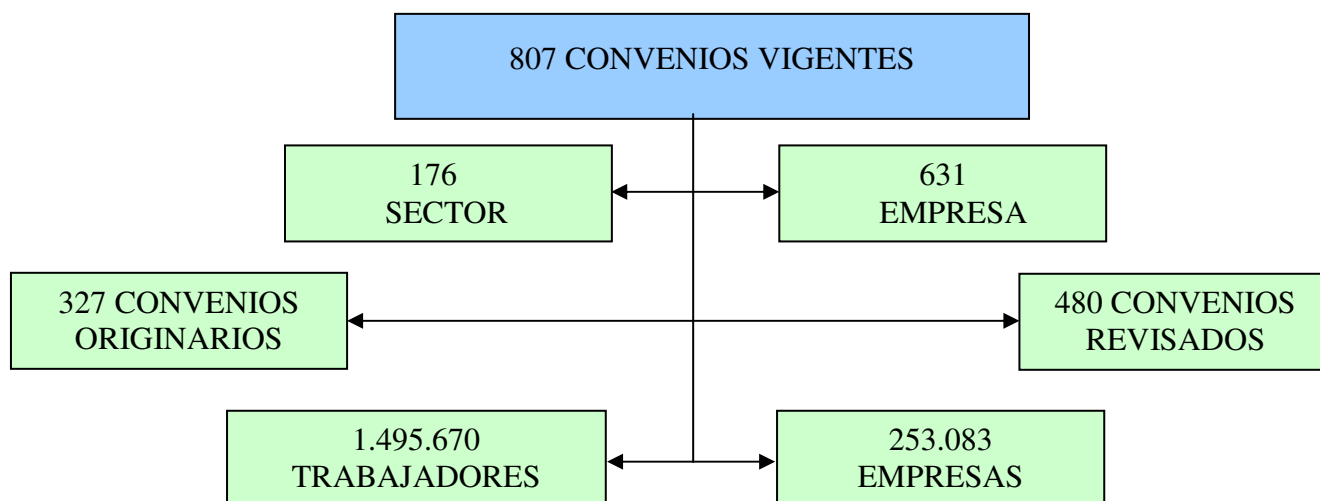 807 CONVENIOS VIGENTES
176
SECTOR
631
EMPRESA
327 CONVENIOS
ORIGINARIOS
480 CONVENIOS
REVISADOS
1.495.670
TRABAJADORES
253.083
EMPRESAS